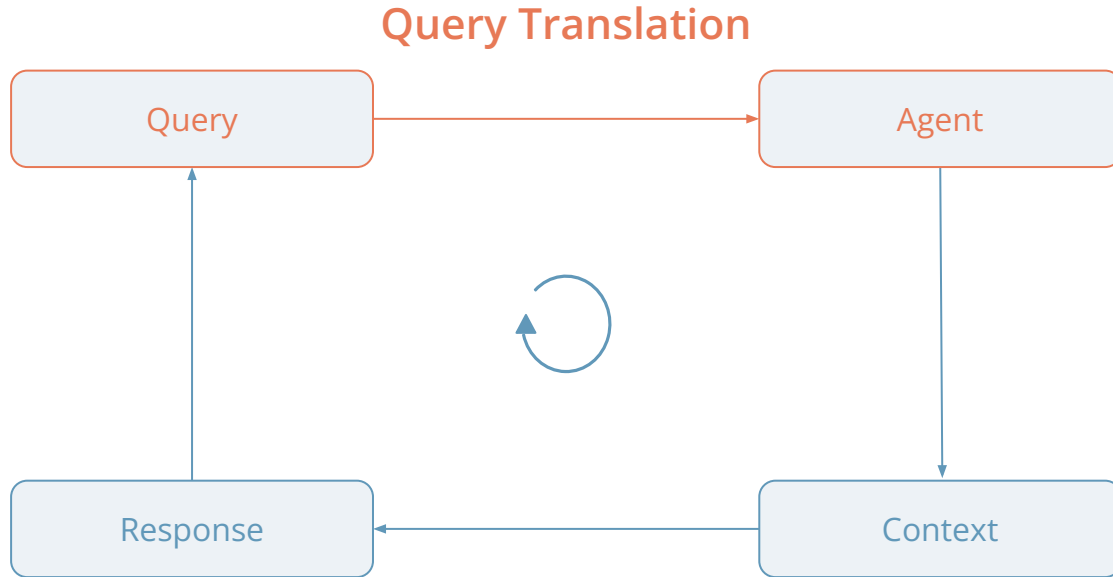 Query Translation
Query
Agent
Response
Context